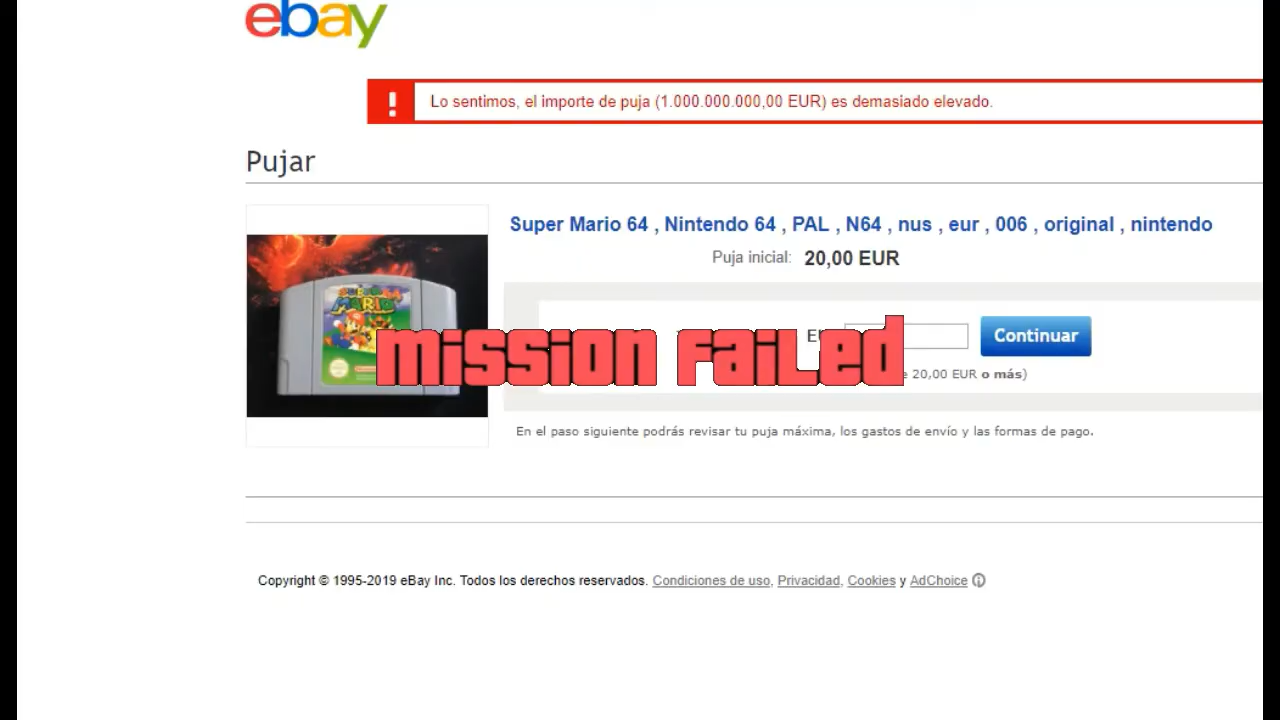 ebay
! Lo sentimos, el importe de puja (1.000.000.000,00 EUR) es demasiado elevado.
Pujar
Super Mario 64 , Nintendo 64 , PAL , N64 , nus , eur , 006 , original , nintendo
Puja inicial: 20,00 EUR
SUPER
MARIO
Continuar
mission failed
20,00 EUR o más)
En el paso siguiente podrás revisar tu puja máxima, los gastos de envío y las formas de pago.
Copyright © 1995-2019 eBay Inc. Todos los derechos reservados. Condiciones de uso, Privacidad, Cookies y AdChoice